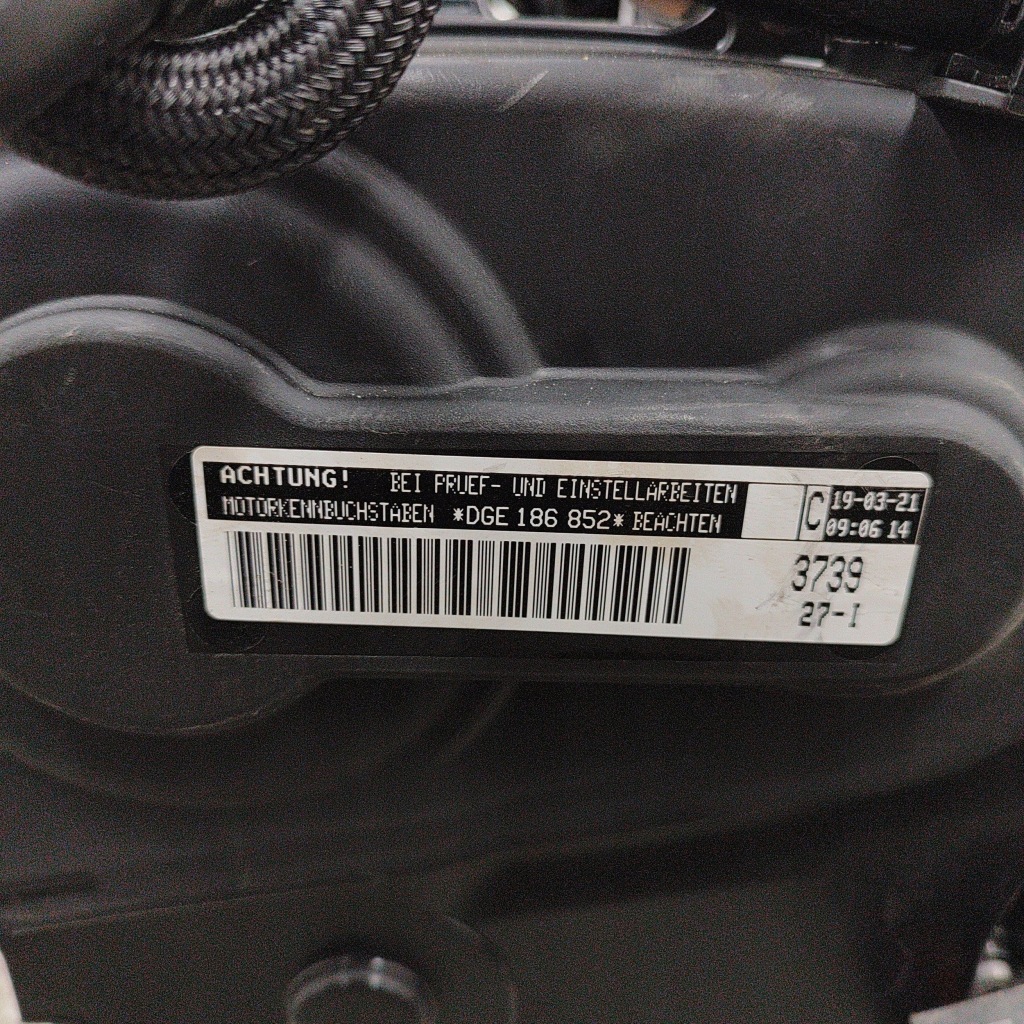 ACHTUNG! BEI PRUEF- UND EINSTELLARBEITEN
MOTORKENNBUCHSTABEN *DGE 186 852* BEACHTEN
C
19-03-21
09:06 14
3739
27-I